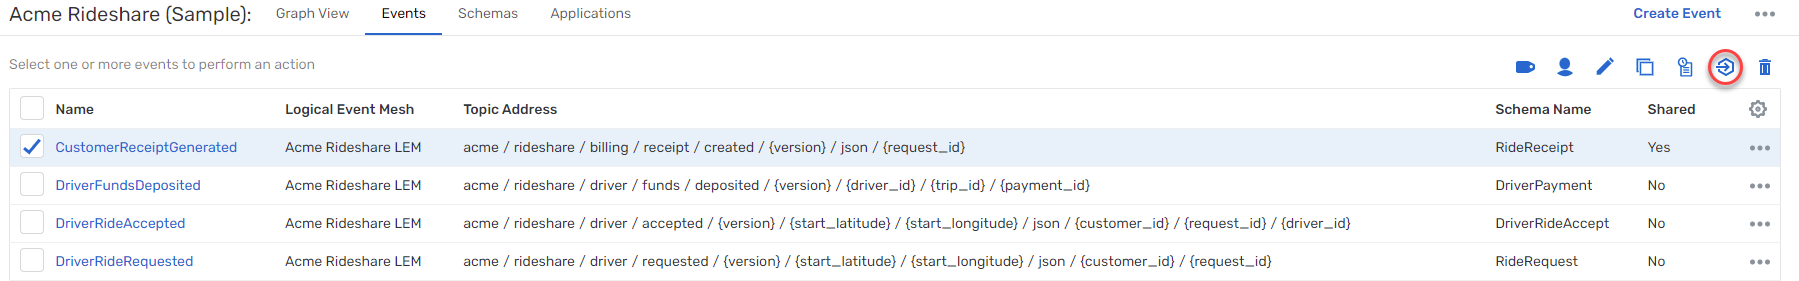 Acme Rideshare (Sample): Graph View Events Schemas Applications Create Event
Select one or more events to perform an action
Name Logical Event Mesh Topic Address Schema Name Shared
CustomerReceiptGenerated Acme Rideshare LEM acme / rideshare / billing / receipt / created / {version} / json / {request_id} RideReceipt Yes
DriverFundsDeposited Acme Rideshare LEM acme / rideshare / driver / funds / deposited / {version} / {driver_id} / {trip_id} / {payment_id} DriverPayment No
DriverRideAccepted Acme Rideshare LEM acme / rideshare / driver / accepted / {version} / {start_latitude} / {start_longitude} / json / {customer_id} / {request_id} / {driver_id} DriverRideAccept No
DriverRideRequested Acme Rideshare LEM acme / rideshare / driver / requested / {version} / {start_latitude} / {start_longitude} / json / {customer_id} / {request_id} RideRequest No